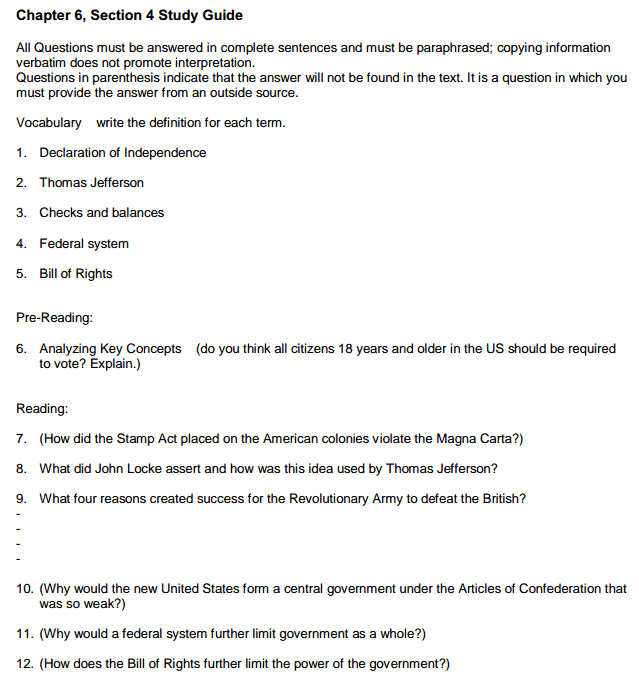 Chapter 6, Section 4 Study Guide
All Questions must be answered in complete sentences and must be paraphrased; copying information
verbatim does not promote interpretation.
Questions in parenthesis indicate that the answer will not be found in the text. It is a question in which you
must provide the answer from an outside source.
Vocabulary write the definition for each term.
1. Declaration of Independence
2. Thomas Jefferson
3. Checks and balances
4. Federal system
5. Bill of Rights
Pre-Reading:
6. Analyzing Key Concepts (do you think all citizens 18 years and older in the US should be required
to vote? Explain.)
Reading:
7. (How did the Stamp Act placed on the American colonies violate the Magna Carta?)
8. What did John Locke assert and how was this idea used by Thomas Jefferson?
9. What four reasons created success for the Revolutionary Army to defeat the British?
-
-
-
-
10. (Why would the new United States form a central government under the Articles of Confederation that
was so weak?)
11. (Why would a federal system further limit government as a whole?)
12. (How does the Bill of Rights further limit the power of the government?)